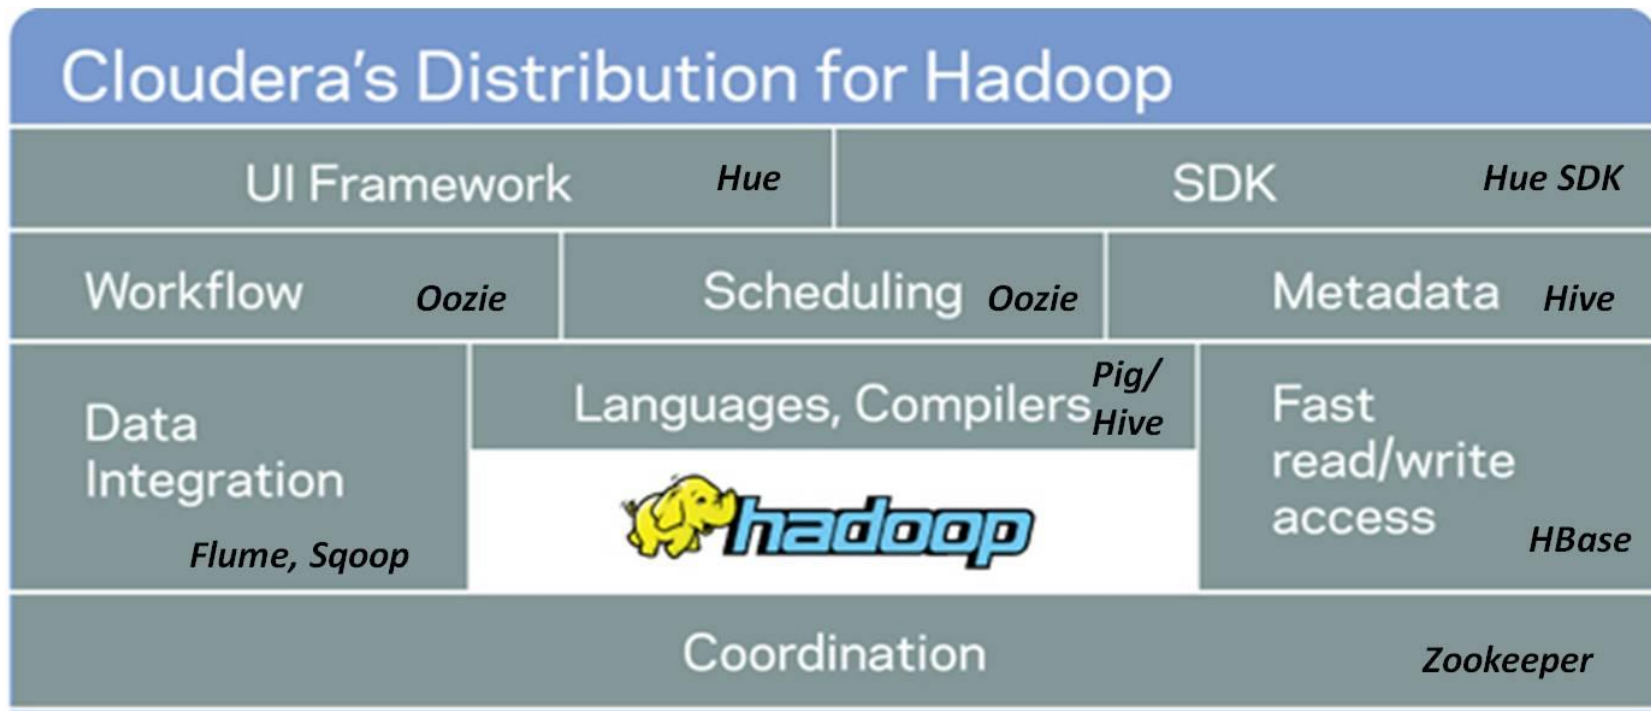 Cloudera's Distribution for Hadoop
UI Framework Hue
SDK Hue SDK
Workflow Oozie
Scheduling Oozie
Metadata Hive
Data
Integration
Flume, Sqoop
Languages, Compilers
Pig/
Hive
hadoop
Fast
read/write
access
HBase
Coordination Zookeeper